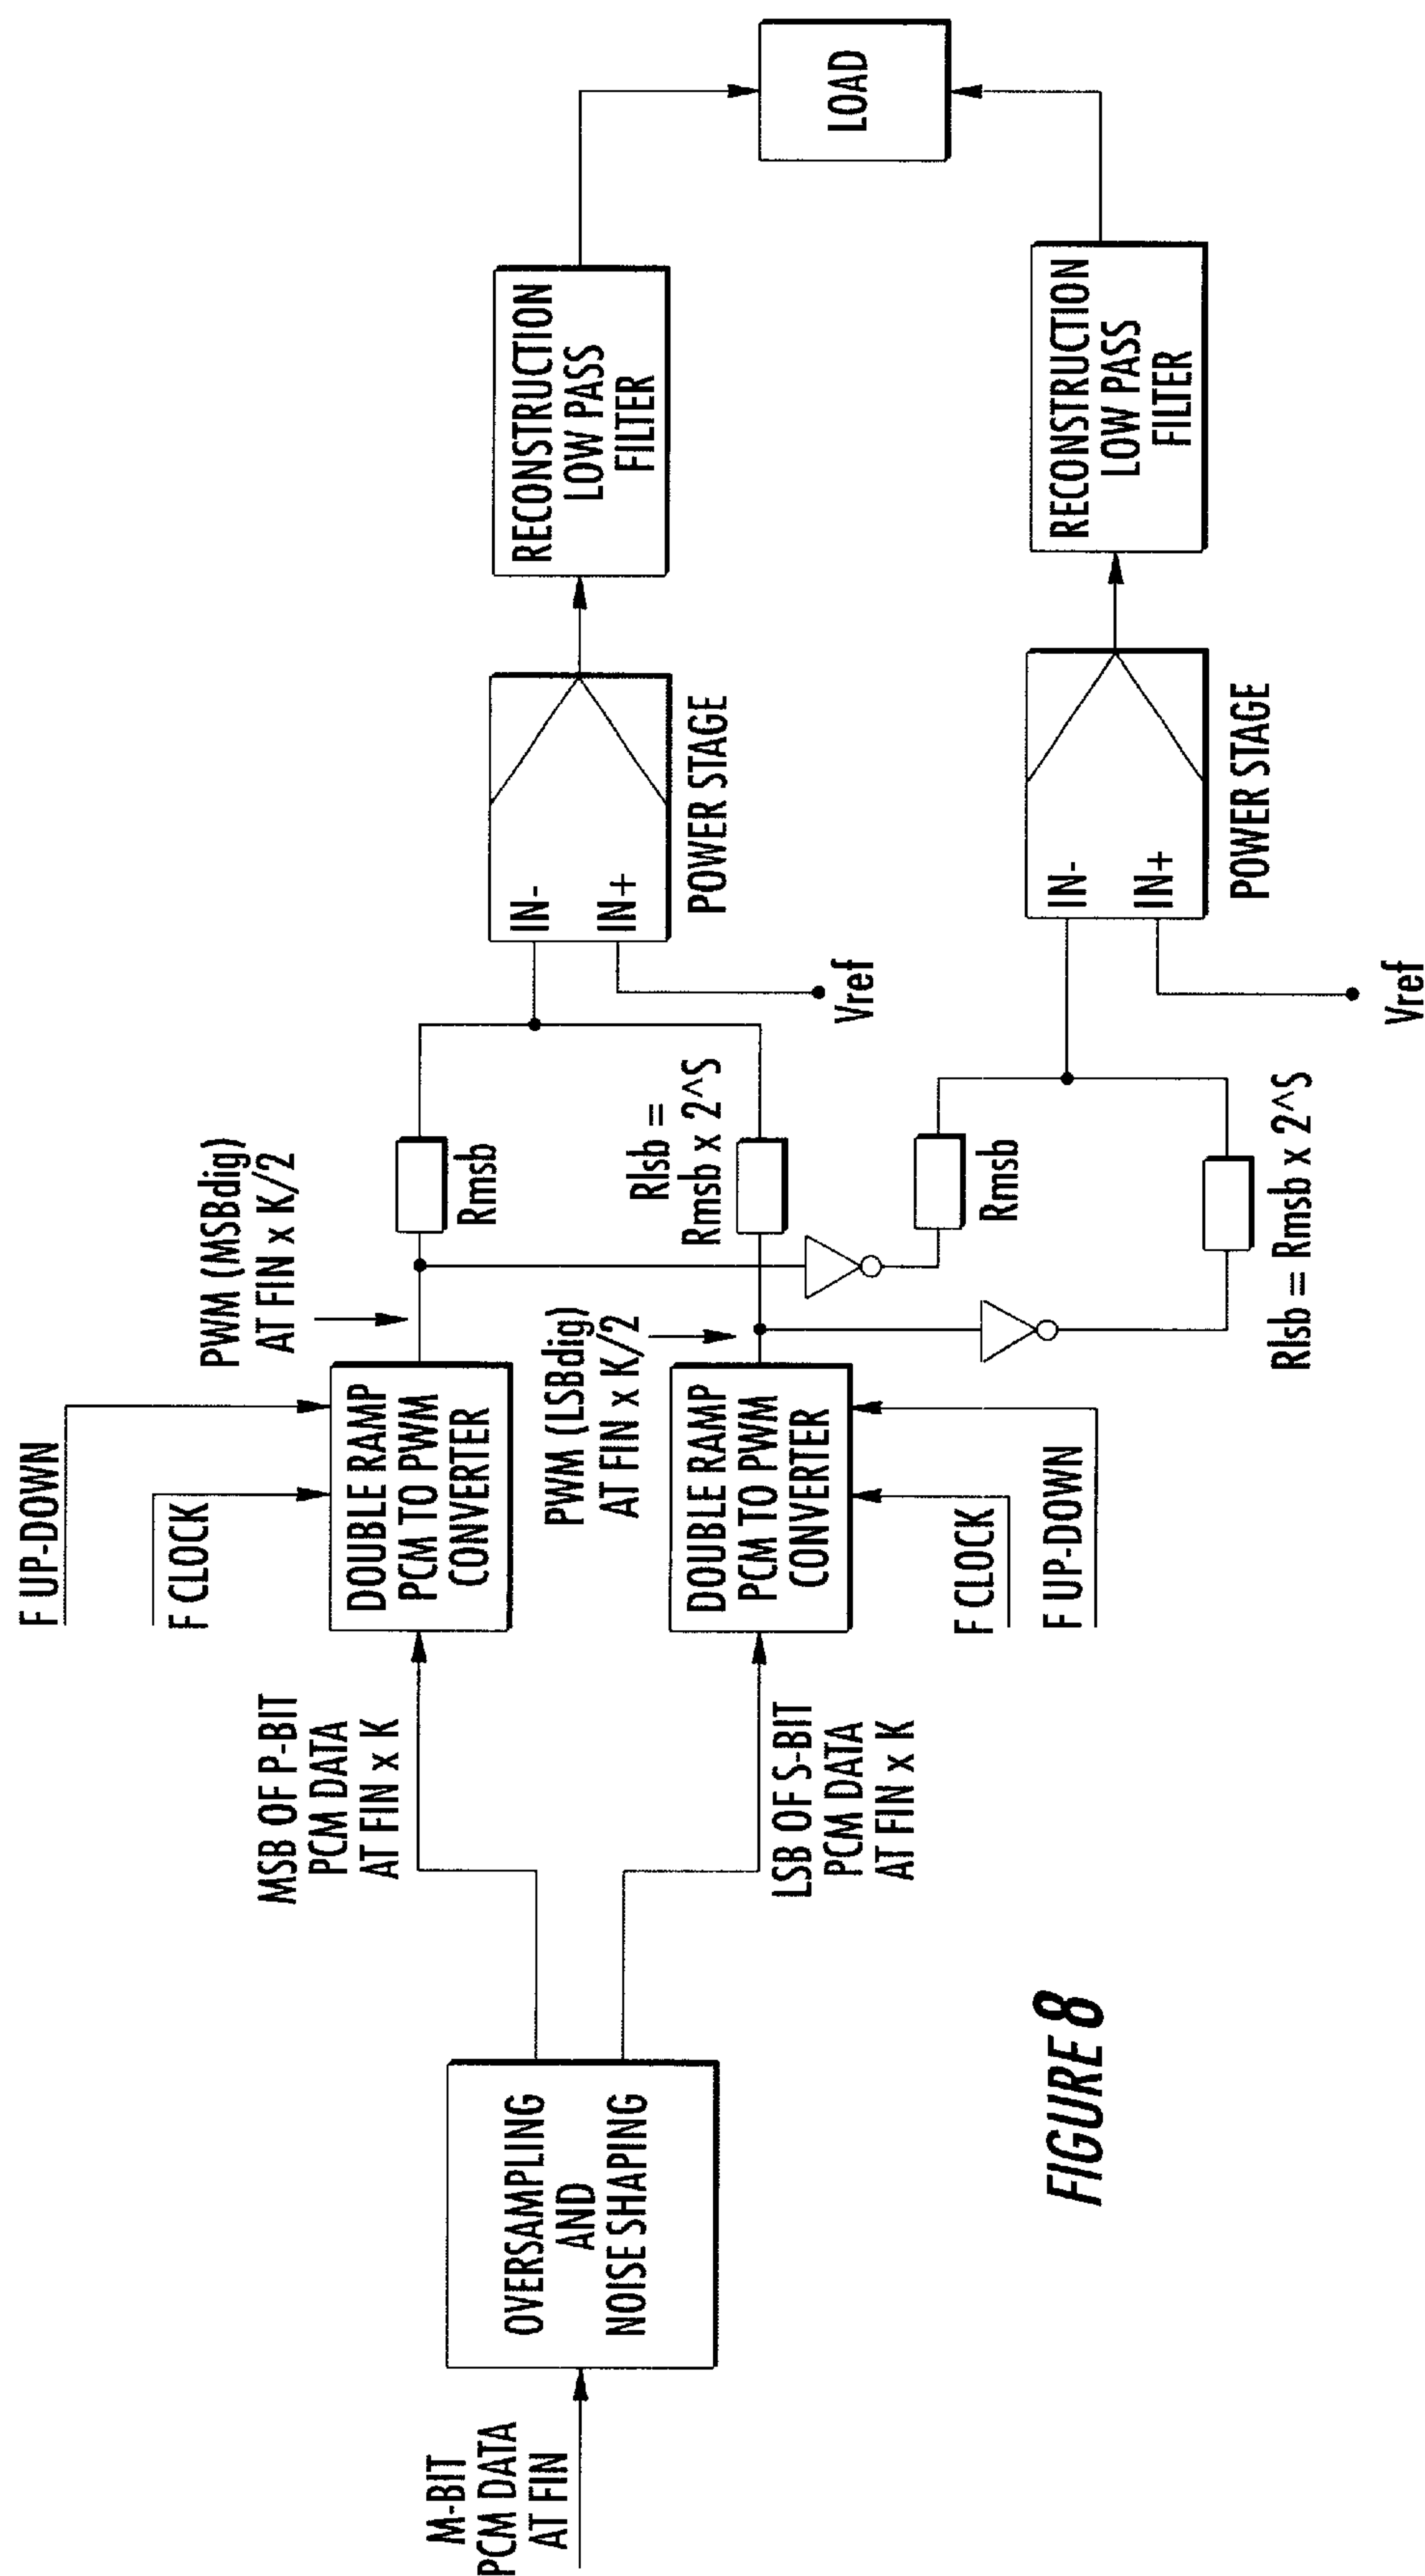 M-BIT
PCM DATA
AT FIN
OVERSAMPLING
AND
NOISE SHAPING
MSB OF P-BIT
PCM DATA
AT FIN x K
LSB OF S-BIT
PCM DATA
AT FIN x K
F UP-DOWN
F CLOCK
DOUBLE RAMP
PCM TO PWM
CONVERTER
DOUBLE RAMP
PCM TO PWM
CONVERTER
F CLOCK
F UP-DOWN
PWM (MSBdig)
AT FIN x K/2
PWM (LSBdig)
AT FIN x K/2
Rmsb
Rlsb =
Rmsb x 2^S
Rmsb
Rlsb = Rmsb x 2^S
Vref
Vref
IN-
IN+
POWER STAGE
IN-
IN+
POWER STAGE
RECONSTRUCTION
LOW PASS
FILTER
RECONSTRUCTION
LOW PASS
FILTER
LOAD
FIGURE 8